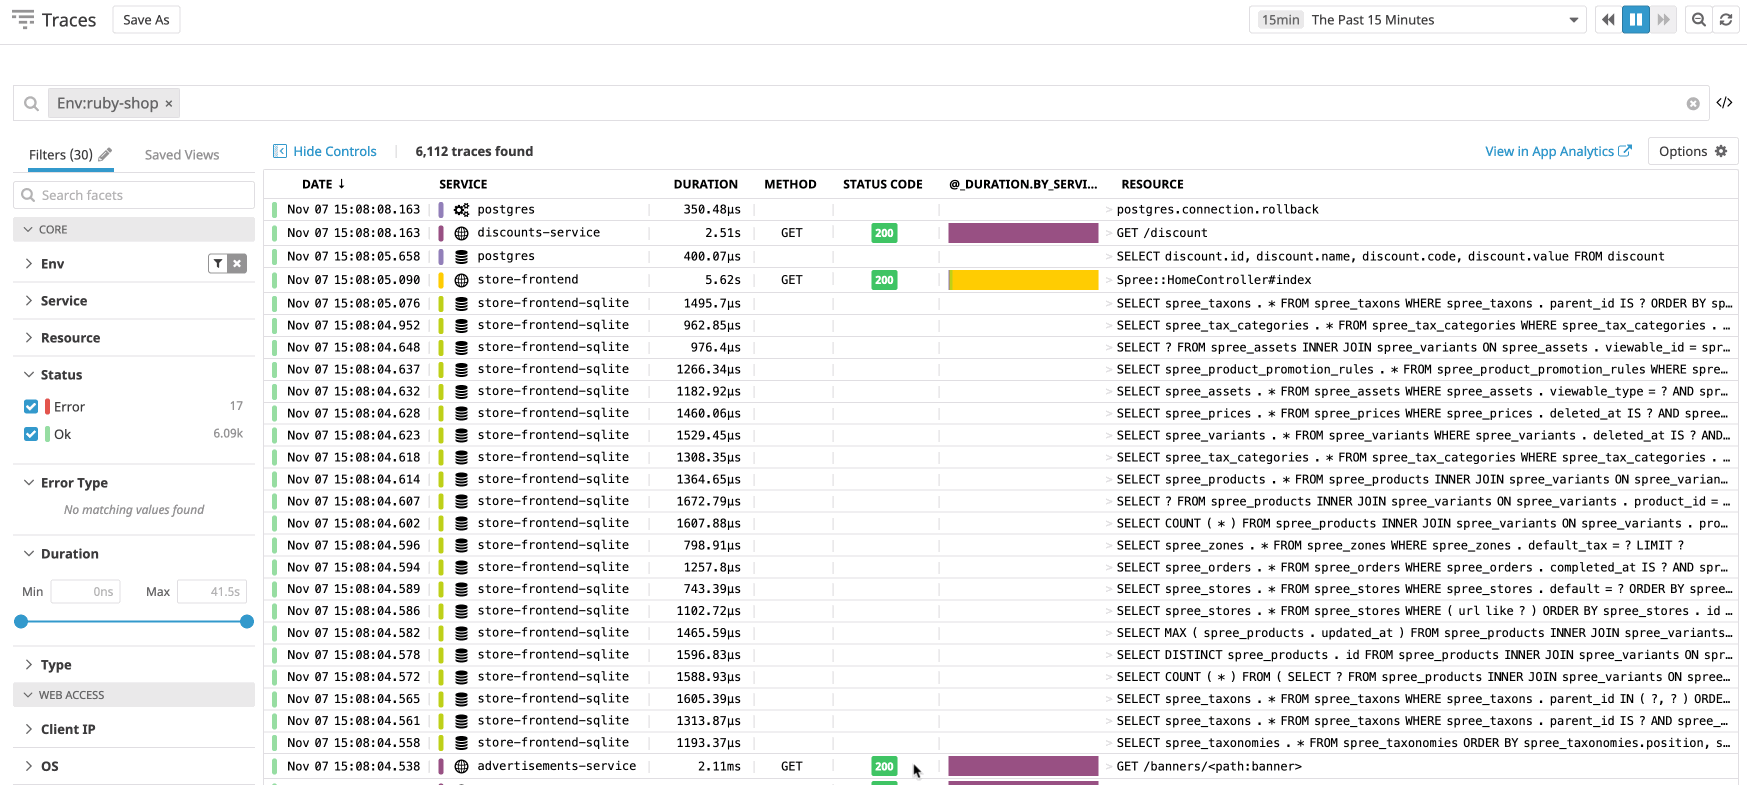 Traces Save As 15min The Past 15 Minutes
Env:ruby-shop × </>
Filters (30) Saved Views Hide Controls 6,112 traces found View in App Analytics Options
Search facets
CORE
Env
Service
Resource
Status
Error 17
Ok 6.09k
Error Type
No matching values found
Duration
Min 0ns Max 41.5s
Type
WEB ACCESS
Client IP
OS
DATE ↓ SERVICE DURATION METHOD STATUS CODE @_DURATION.BY_SERVI... RESOURCE
Nov 07 15:08:08.163 postgres 350.48µs > postgres.connection.rollback
Nov 07 15:08:08.163 discounts-service 2.51s GET 200 > GET /discount
Nov 07 15:08:05.658 postgres 400.07µs > SELECT discount.id, discount.name, discount.code, discount.value FROM discount
Nov 07 15:08:05.090 store-frontend 5.62s GET 200 > Spree::HomeController#index
Nov 07 15:08:05.076 store-frontend-sqlite 1495.7µs > SELECT spree_taxons . * FROM spree_taxons WHERE spree_taxons . parent_id IS ? ORDER BY sp...
Nov 07 15:08:04.952 store-frontend-sqlite 962.85µs > SELECT spree_tax_categories . * FROM spree_tax_categories WHERE spree_tax_categories . ...
Nov 07 15:08:04.648 store-frontend-sqlite 976.4µs > SELECT ? FROM spree_assets INNER JOIN spree_variants ON spree_assets . viewable_id = spr...
Nov 07 15:08:04.637 store-frontend-sqlite 1266.34µs > SELECT spree_product_promotion_rules . * FROM spree_product_promotion_rules WHERE spre...
Nov 07 15:08:04.632 store-frontend-sqlite 1182.92µs > SELECT spree_assets . * FROM spree_assets WHERE spree_assets . viewable_type = ? AND spr...
Nov 07 15:08:04.628 store-frontend-sqlite 1460.06µs > SELECT spree_prices . * FROM spree_prices WHERE spree_prices . deleted_at IS ? AND spree...
Nov 07 15:08:04.623 store-frontend-sqlite 1529.45µs > SELECT spree_variants . * FROM spree_variants WHERE spree_variants . deleted_at IS ? AND...
Nov 07 15:08:04.618 store-frontend-sqlite 1308.35µs > SELECT spree_tax_categories . * FROM spree_tax_categories WHERE spree_tax_categories . ...
Nov 07 15:08:04.614 store-frontend-sqlite 1364.65µs > SELECT spree_products . * FROM spree_products INNER JOIN spree_variants ON spree_varian...
Nov 07 15:08:04.607 store-frontend-sqlite 1672.79µs > SELECT ? FROM spree_products INNER JOIN spree_variants ON spree_variants . product_id = ...
Nov 07 15:08:04.602 store-frontend-sqlite 1607.88µs > SELECT COUNT ( * ) FROM spree_products INNER JOIN spree_variants ON spree_variants . pro...
Nov 07 15:08:04.596 store-frontend-sqlite 798.91µs > SELECT spree_zones . * FROM spree_zones WHERE spree_zones . default_tax = ? LIMIT ?
Nov 07 15:08:04.594 store-frontend-sqlite 1257.8µs > SELECT spree_orders . * FROM spree_orders WHERE spree_orders . completed_at IS ? AND spr...
Nov 07 15:08:04.589 store-frontend-sqlite 743.39µs > SELECT spree_stores . * FROM spree_stores WHERE spree_stores . default = ? ORDER BY spree...
Nov 07 15:08:04.586 store-frontend-sqlite 1102.72µs > SELECT spree_stores . * FROM spree_stores WHERE ( url like ? ) ORDER BY spree_stores . id ...
Nov 07 15:08:04.582 store-frontend-sqlite 1465.59µs > SELECT MAX ( spree_products . updated_at ) FROM spree_products INNER JOIN spree_variants...
Nov 07 15:08:04.578 store-frontend-sqlite 1596.83µs > SELECT DISTINCT spree_products . id FROM spree_products INNER JOIN spree_variants ON spr...
Nov 07 15:08:04.572 store-frontend-sqlite 1588.93µs > SELECT COUNT ( * ) FROM ( SELECT ? FROM spree_products INNER JOIN spree_variants ON spree...
Nov 07 15:08:04.565 store-frontend-sqlite 1605.39µs > SELECT spree_taxons . * FROM spree_taxons WHERE spree_taxons . parent_id IN ( ?, ? ) ORDE...
Nov 07 15:08:04.561 store-frontend-sqlite 1313.87µs > SELECT spree_taxons . * FROM spree_taxons WHERE spree_taxons . parent_id IS ? AND spree_...
Nov 07 15:08:04.558 store-frontend-sqlite 1193.37µs > SELECT spree_taxonomies . * FROM spree_taxonomies ORDER BY spree_taxonomies.position, s...
Nov 07 15:08:04.538 advertisements-service 2.11ms GET 200 > GET /banners/<path:banner>